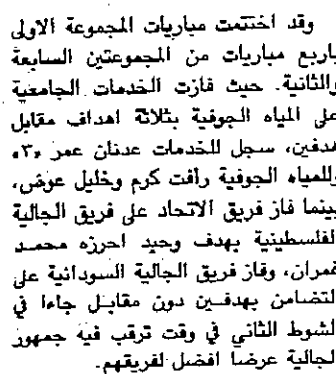 وقد اختتمت مباريات المجموعة الاولى
باربع مباريات من المجموعتين السابعة
والثانية. حيث فازت الخدمات الجامعية
على المياه الجوفية بثلاثة اهداف مقابل
هدفين، سجل للخدمات عدنان عمر «٣»
وللمياه الجوفية رافت كرم وخليل عوض،
بينما فاز فريق الاتحاد على فريق الجالية
الفلسطينية بهدف وحيد احرزه محمد
عمران، وفاز فريق الجالية السودانية على
التضامن بهدفين دون مقابل جاءا في
الشوط الثاني في وقت ترقب فيه جمهور
الجالية عرضا افضل لفريقهم.